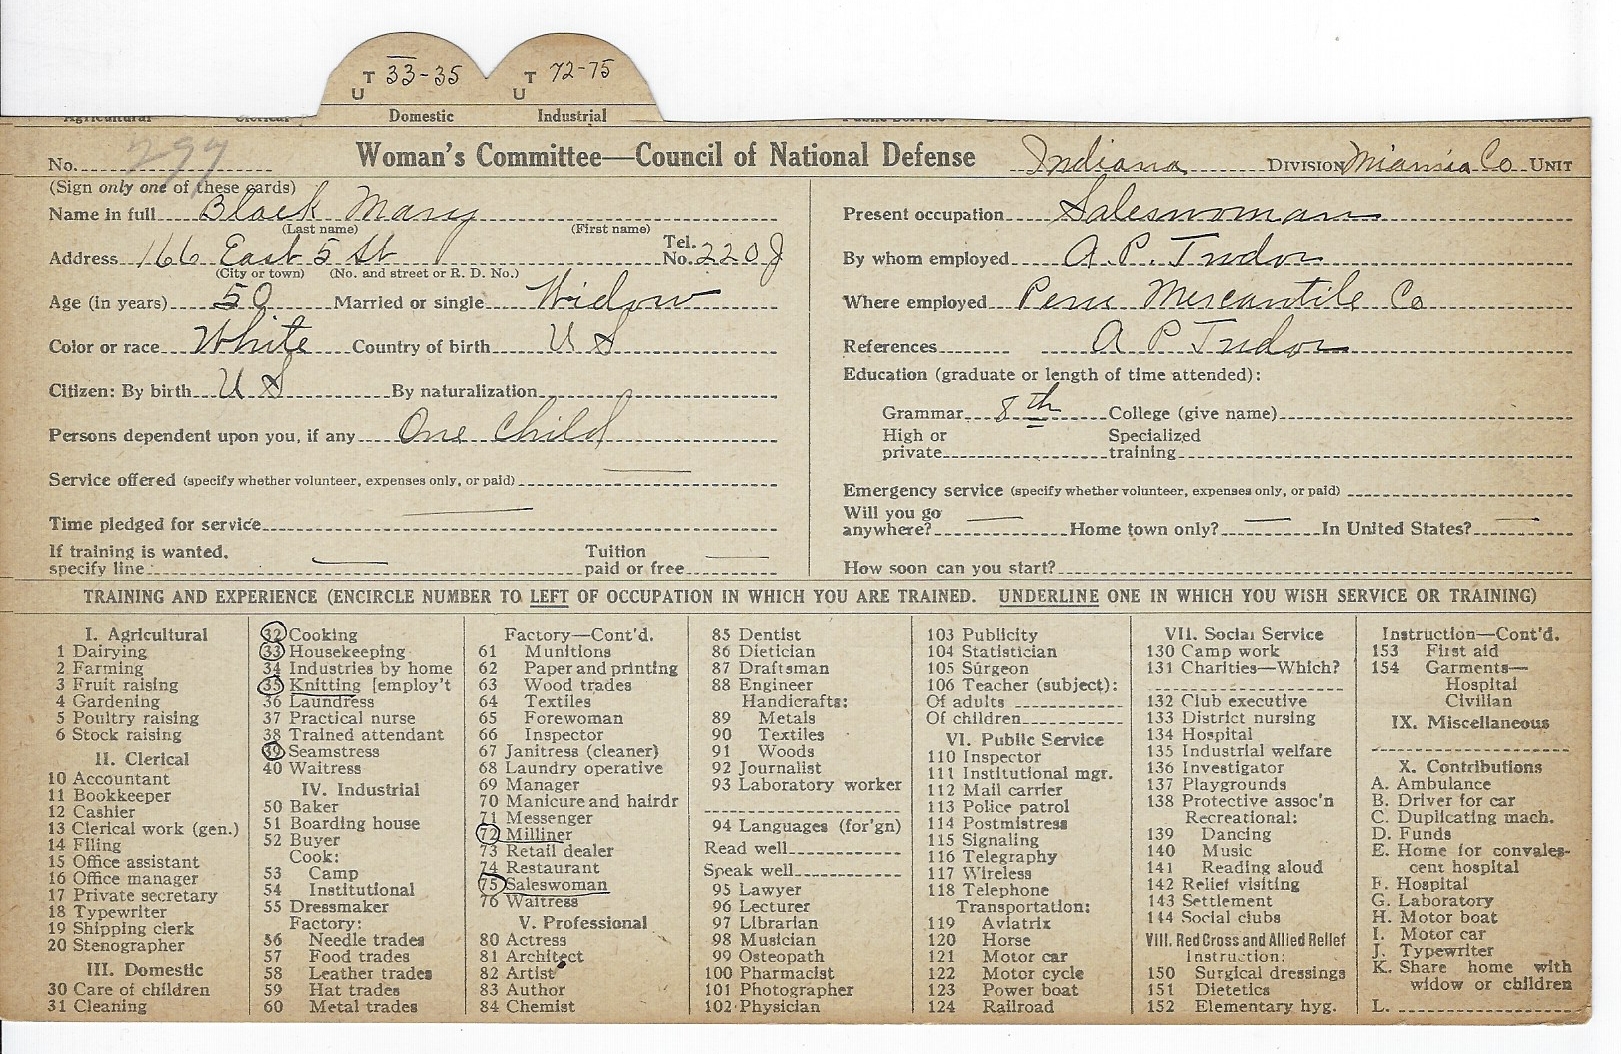 T 33-35 T 72-75
U U
Agricultural Clerical Domestic Industrial Public Service
No. 297 Woman's Committee—Council of National Defense Indiana DIVISION Miamia Co UNIT
(Sign only one of these cards)
Name in full Black Mary
(Last name) (First name)
Address 166 East 5 St Tel. No. 220 J
(City or town) (No. and street or R. D. No.)
Age (in years) 50 Married or single Widow
Color or race White Country of birth U S
Citizen: By birth U S By naturalization
Persons dependent upon you, if any One Child
Service offered (specify whether volunteer, expenses only, or paid)
Time pledged for service
If training is wanted, specify line Tuition paid or free
Present occupation Saleswoman
By whom employed A. P. Tudor
Where employed Peru Mercantile Co
References A P Tudor
Education (graduate or length of time attended):
Grammar 8th College (give name)
High or private Specialized training
Emergency service (specify whether volunteer, expenses only, or paid)
Will you go anywhere? Home town only? In United States?
How soon can you start?
TRAINING AND EXPERIENCE (ENCIRCLE NUMBER TO LEFT OF OCCUPATION IN WHICH YOU ARE TRAINED. UNDERLINE ONE IN WHICH YOU WISH SERVICE OR TRAINING)
I. Agricultural
1 Dairying
2 Farming
3 Fruit raising
4 Gardening
5 Poultry raising
6 Stock raising
II. Clerical
10 Accountant
11 Bookkeeper
12 Cashier
13 Clerical work (gen.)
14 Filing
15 Office assistant
16 Office manager
17 Private secretary
18 Typewriter
19 Shipping clerk
20 Stenographer
III. Domestic
30 Care of children
31 Cleaning
32 Cooking
33 Housekeeping
34 Industries by home
35 Knitting [employ't
36 Laundress
37 Practical nurse
38 Trained attendant
39 Seamstress
40 Waitress
IV. Industrial
50 Baker
51 Boarding house
52 Buyer
Cook:
53 Camp
54 Institutional
55 Dressmaker
Factory:
56 Needle trades
57 Food trades
58 Leather trades
59 Hat trades
60 Metal trades
Factory—Cont'd.
61 Munitions
62 Paper and printing
63 Wood trades
64 Textiles
65 Forewoman
66 Inspector
67 Janitress (cleaner)
68 Laundry operative
69 Manager
70 Manicure and hairdr
71 Messenger
72 Milliner
73 Retail dealer
74 Restaurant
75 Saleswoman
76 Waitress
V. Professional
80 Actress
81 Architect
82 Artist
83 Author
84 Chemist
85 Dentist
86 Dietician
87 Draftsman
88 Engineer
Handicrafts:
89 Metals
90 Textiles
91 Woods
92 Journalist
93 Laboratory worker
94 Languages (for'gn)
Read well
Speak well
95 Lawyer
96 Lecturer
97 Librarian
98 Musician
99 Osteopath
100 Pharmacist
101 Photographer
102 Physician
103 Publicity
104 Statistician
105 Surgeon
106 Teacher (subject):
Of adults
Of children
VI. Public Service
110 Inspector
111 Institutional mgr.
112 Mail carrier
113 Police patrol
114 Postmistress
115 Signaling
116 Telegraphy
117 Wireless
118 Telephone
Transportation:
119 Aviatrix
120 Horse
121 Motor car
122 Motor cycle
123 Power boat
124 Railroad
VII. Social Service
130 Camp work
131 Charities—Which?
132 Club executive
133 District nursing
134 Hospital
135 Industrial welfare
136 Investigator
137 Playgrounds
138 Protective assoc'n
Recreational:
139 Dancing
140 Music
141 Reading aloud
142 Relief visiting
143 Settlement
144 Social clubs
VIII. Red Cross and Allied Relief
Instruction:
150 Surgical dressings
151 Dietetics
152 Elementary hyg.
Instruction—Cont'd.
153 First aid
154 Garments—
Hospital
Civilian
IX. Miscellaneous
X. Contributions
A. Ambulance
B. Driver for car
C. Duplicating mach.
D. Funds
E. Home for convales-
cent hospital
F. Hospital
G. Laboratory
H. Motor boat
I. Motor car
J. Typewriter
K. Share home with
widow or children
L.